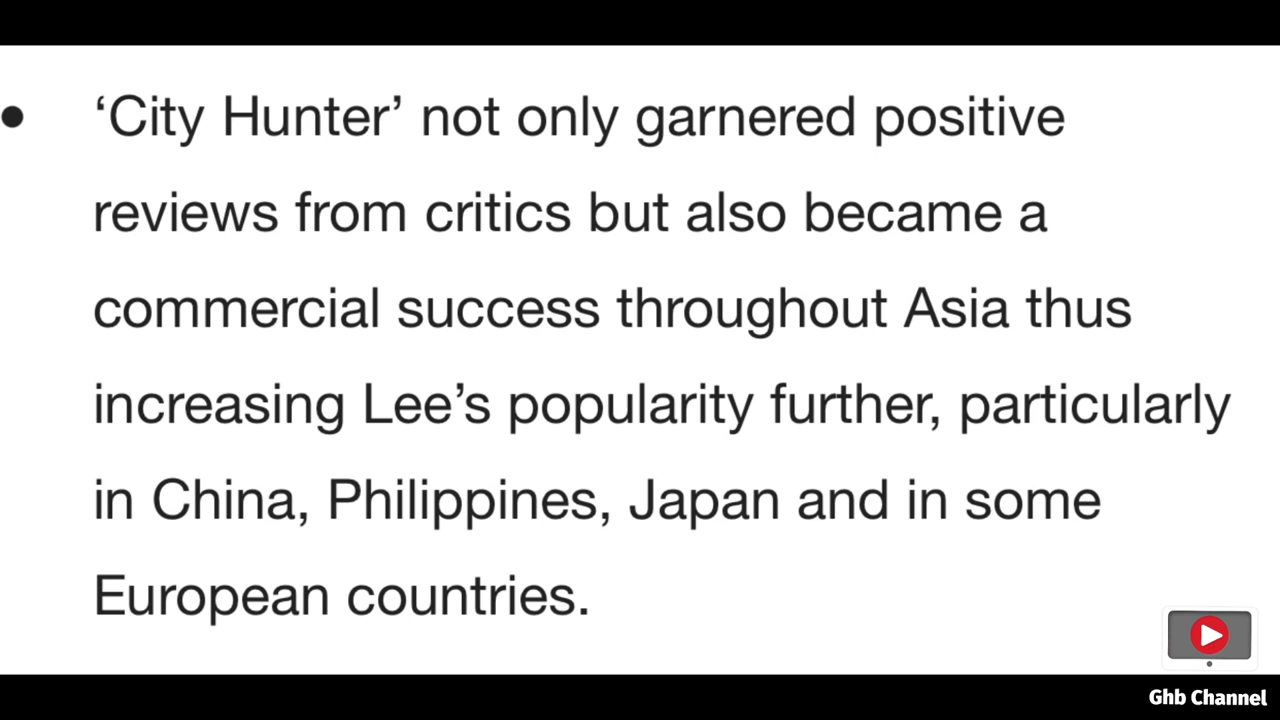 • ‘City Hunter’ not only garnered positive
reviews from critics but also became a
commercial success throughout Asia thus
increasing Lee’s popularity further, particularly
in China, Philippines, Japan and in some
European countries.
Ghb Channel